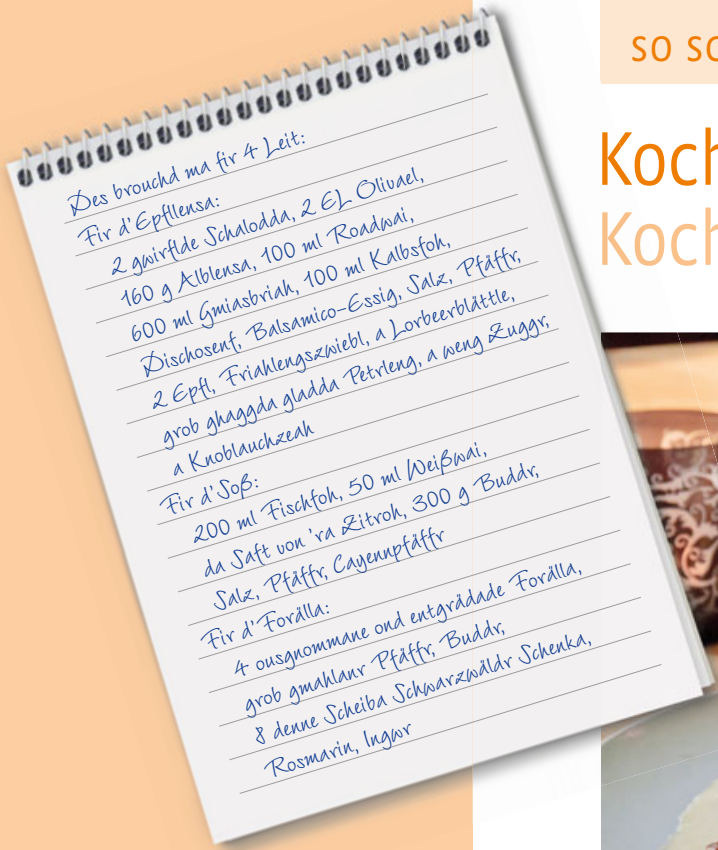 Des brouchd ma fir 4 Leit:
Fir d'Epfllensa:
2 gwirflde Schalodda, 2 EL Olivael,
160 g Alblensa, 100 ml Roadwai,
600 ml Gmiasbriah, 100 ml Kalbsfoh,
Dischosenf, Balsamico-Essig, Salz, Pfäffr,
2 Epfl, Friahlengszwiebl, a Lorbeerblättle,
grob ghaggda gladda Petrleng, a weng Zuggr,
a Knoblauchzeah
Fir d'Soß:
200 ml Fischfoh, 50 ml Weißwai,
da Saft von 'ra Zitroh, 300 g Buddr,
Salz, Pfäffr, Cayennpfäffr
Fir d'Forälla:
4 ousgnommane ond entgrädade Forälla,
grob gmahlanr Pfäffr, Buddr,
8 denne Scheiba Schwarzwäldr Schenka,
Rosmarin, Ingwr
so so
Koch
Koch